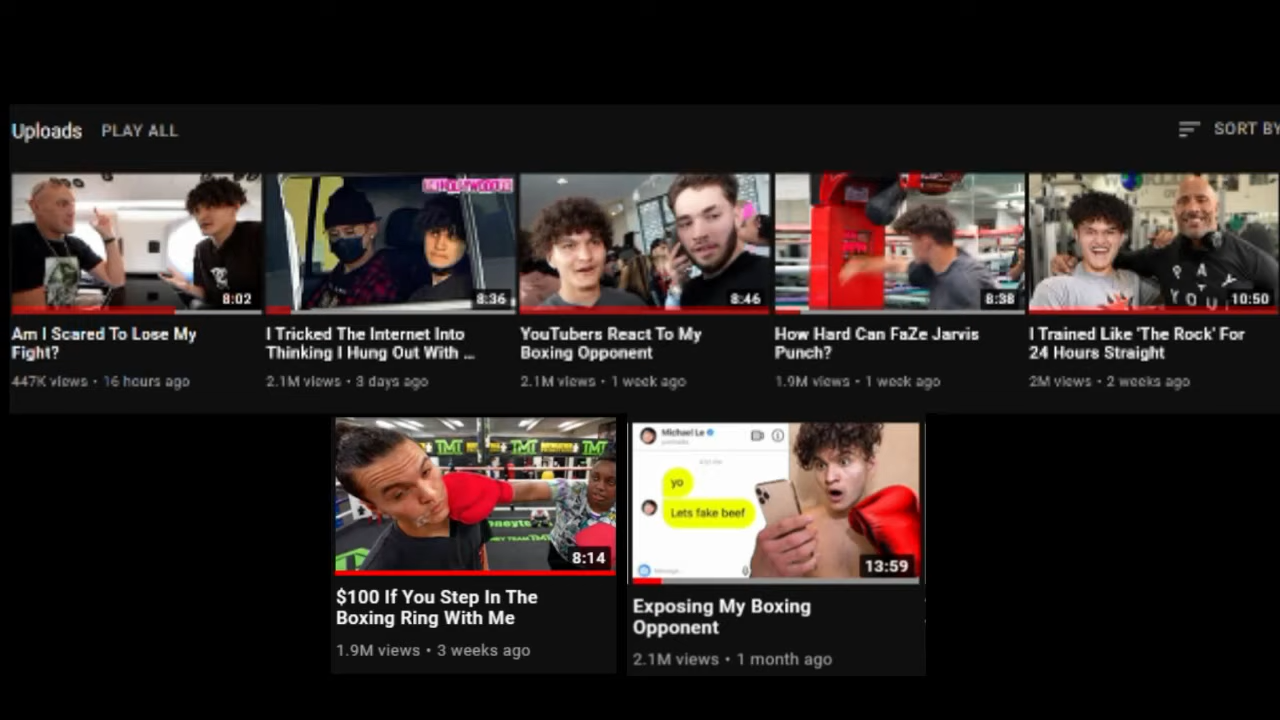 Uploads PLAY ALL SORT BY
8:02
8:36
8:46
8:38
10:50
Am I Scared To Lose My
Fight?
447K views • 16 hours ago
I Tricked The Internet Into
Thinking I Hung Out With ...
2.1M views • 3 days ago
YouTubers React To My
Boxing Opponent
2.1M views • 1 week ago
How Hard Can FaZe Jarvis
Punch?
1.9M views • 1 week ago
I Trained Like 'The Rock' For
24 Hours Straight
2M views • 2 weeks ago
TMT TMT TMT
8:14
$100 If You Step In The
Boxing Ring With Me
1.9M views • 3 weeks ago
Michael Le
yo
Lets fake beef
13:59
Exposing My Boxing
Opponent
2.1M views • 1 month ago